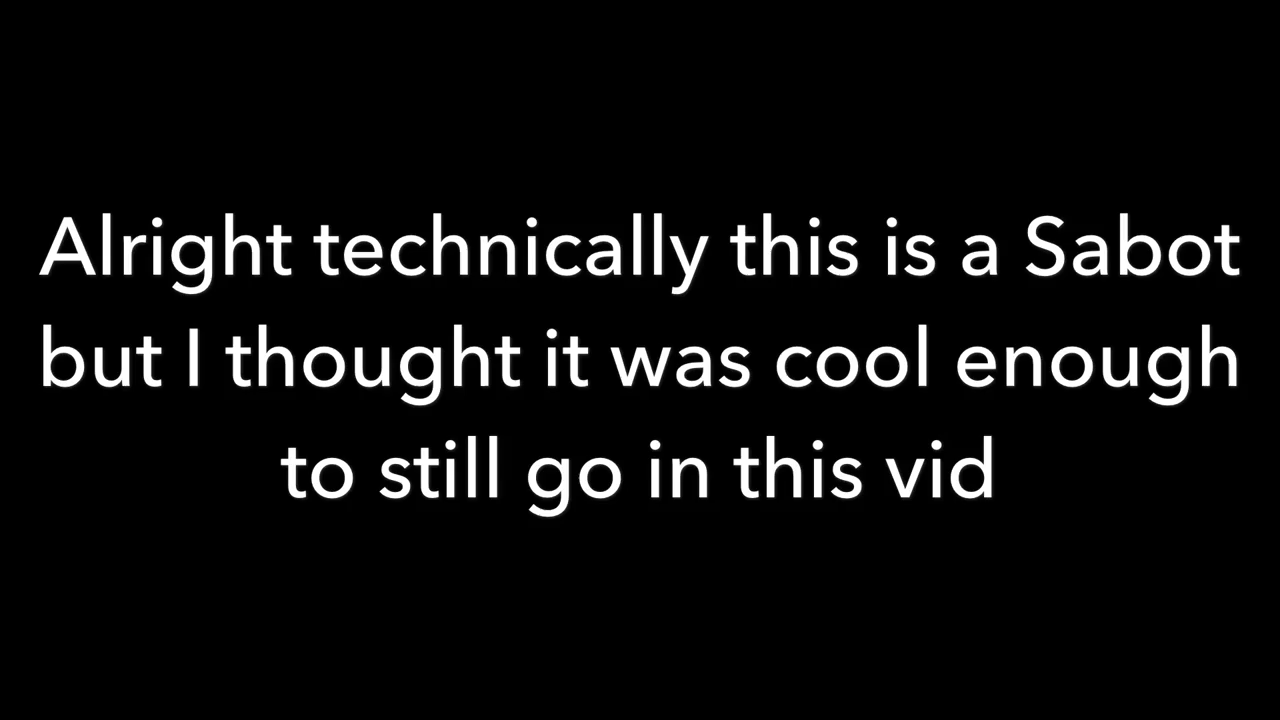 Alright technically this is a Sabot
but I thought it was cool enough
to still go in this vid